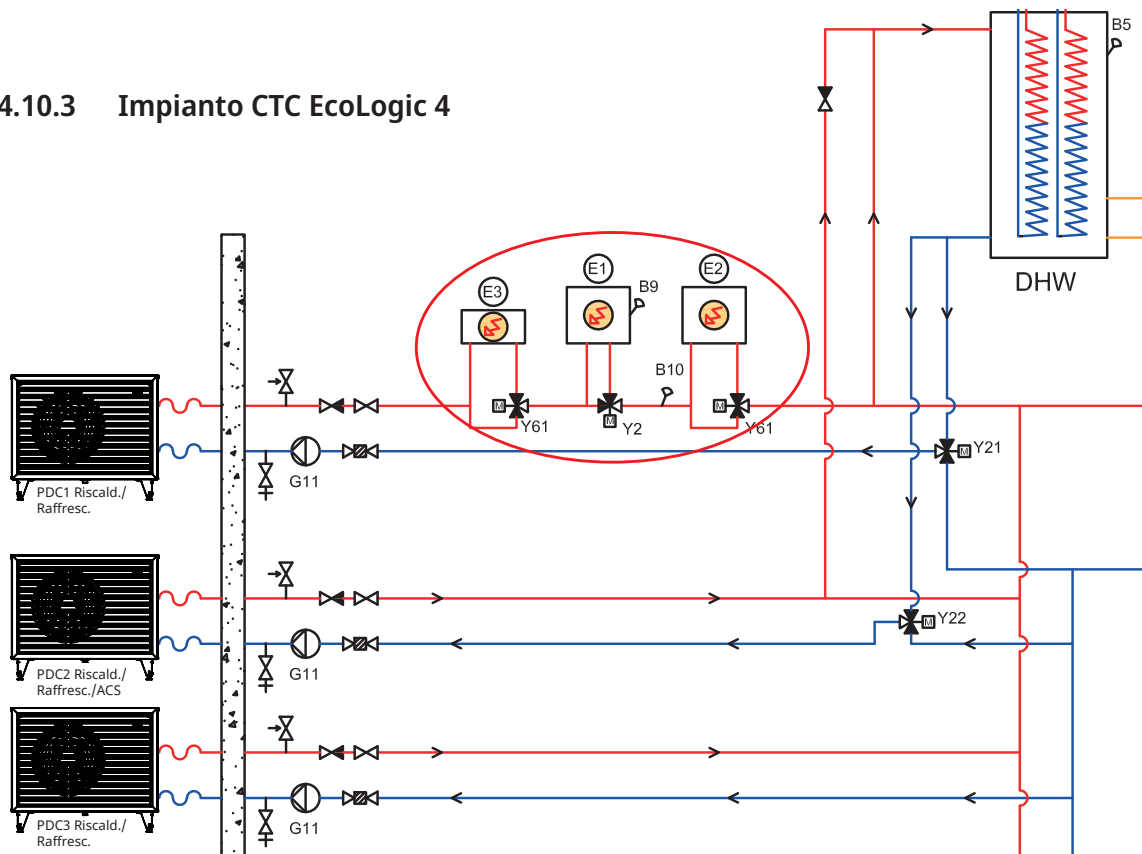 B5
4.10.3 Impianto CTC EcoLogic 4
DHW
E3
E1
E2
B9
B10
M
M
Y61
M
Y2
Y61
M
Y21
G11
PDC1 Riscald./
Raffresc.
M
Y22
G11
PDC2 Riscald./
Raffresc./ACS
G11
PDC3 Riscald./
Raffresc.